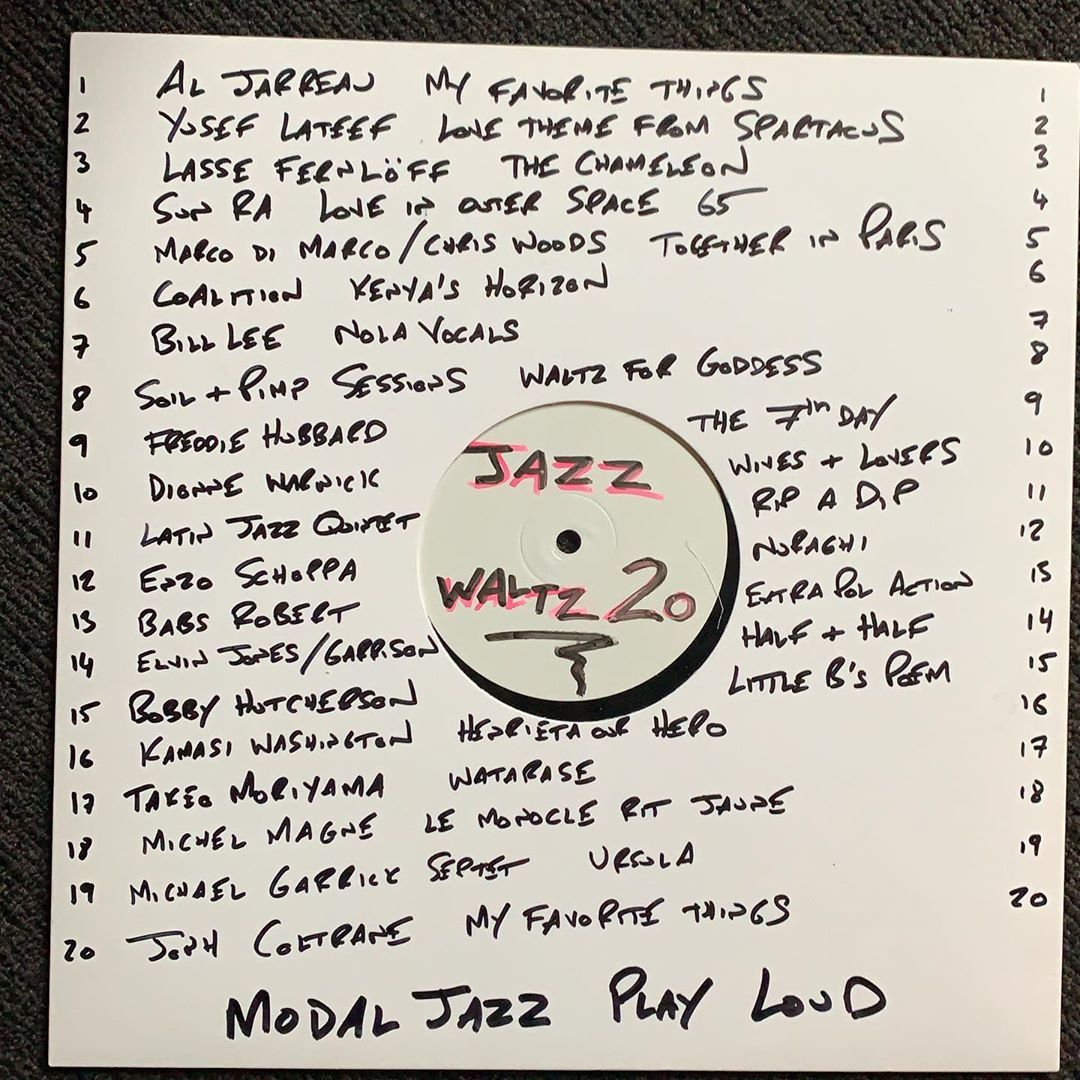 1 AL JARREAU MY FAVORITE THINGS 1
2 YUSEF LATEEF LOVE THEME FROM SPARTACUS 2
3 LASSE FERNLÖFF THE CHAMELEON 3
4 SUN RA LOVE IN OUTER SPACE 65 4
5 MARCO DI MARCO/CHRIS WOODS TOGETHER IN PARIS 5
6 COALITION KENYA'S HORIZON 6
7 BILL LEE NOLA VOCALS 7
8 SOIL + PIMP SESSIONS WALTZ FOR GODDESS 8
9 FREDDIE HUBBARD THE 7TH DAY 9
10 DIONNE WARWICK WIVES + LOVERS 10
11 LATIN JAZZ QUINTET RIP A DIP 11
12 ENZO SCHOPPA NURAGHI 12
13 BABS ROBERT EXTRA POL ACTION 15
14 ELVIN JONES/GARRISON HALF + HALF 14
15 BOBBY HUTCHERSON LITTLE B'S POEM 15
16 KAMASI WASHINGTON HENRIETA OUR HERO 16
17 TAKEO MORIYAMA WATARASE 17
18 MICHEL MAGNE LE MONOCLE RIT JAUNE 18
19 MICHAEL GARRICK SEPTET URSULA 19
20 JOHN COLTRANE MY FAVORITE THINGS 20
JAZZ
WALTZ 20
MODAL JAZZ PLAY LOUD